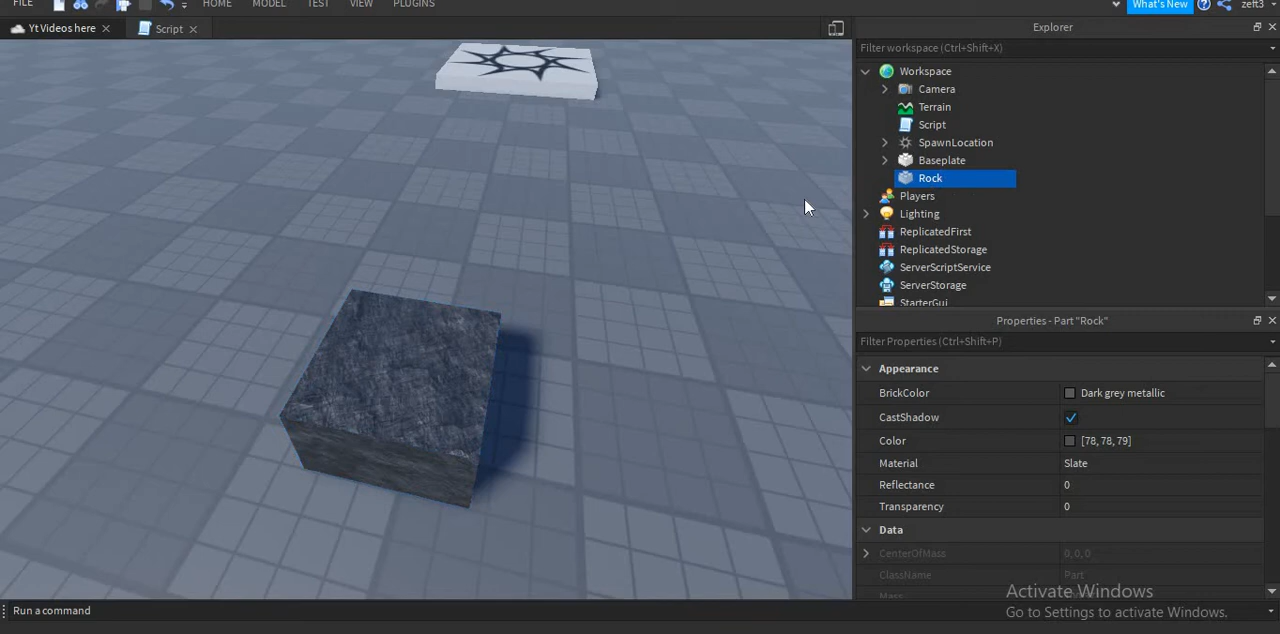 FILE HOME MODEL TEST VIEW PLUGINS What's New zeft3
Yt Videos here Script Explorer
Filter workspace (Ctrl+Shift+X)
Workspace
Camera
Terrain
Script
SpawnLocation
Baseplate
Rock
Players
Lighting
ReplicatedFirst
ReplicatedStorage
ServerScriptService
ServerStorage
StarterGui
Properties - Part "Rock"
Filter Properties (Ctrl+Shift+P)
Appearance
BrickColor Dark grey metallic
CastShadow
Color [78, 78, 79]
Material Slate
Reflectance 0
Transparency 0
Data
CenterOfMass 0, 0, 0
ClassName Part
Mass
Activate Windows
Go to Settings to activate Windows.
Run a command